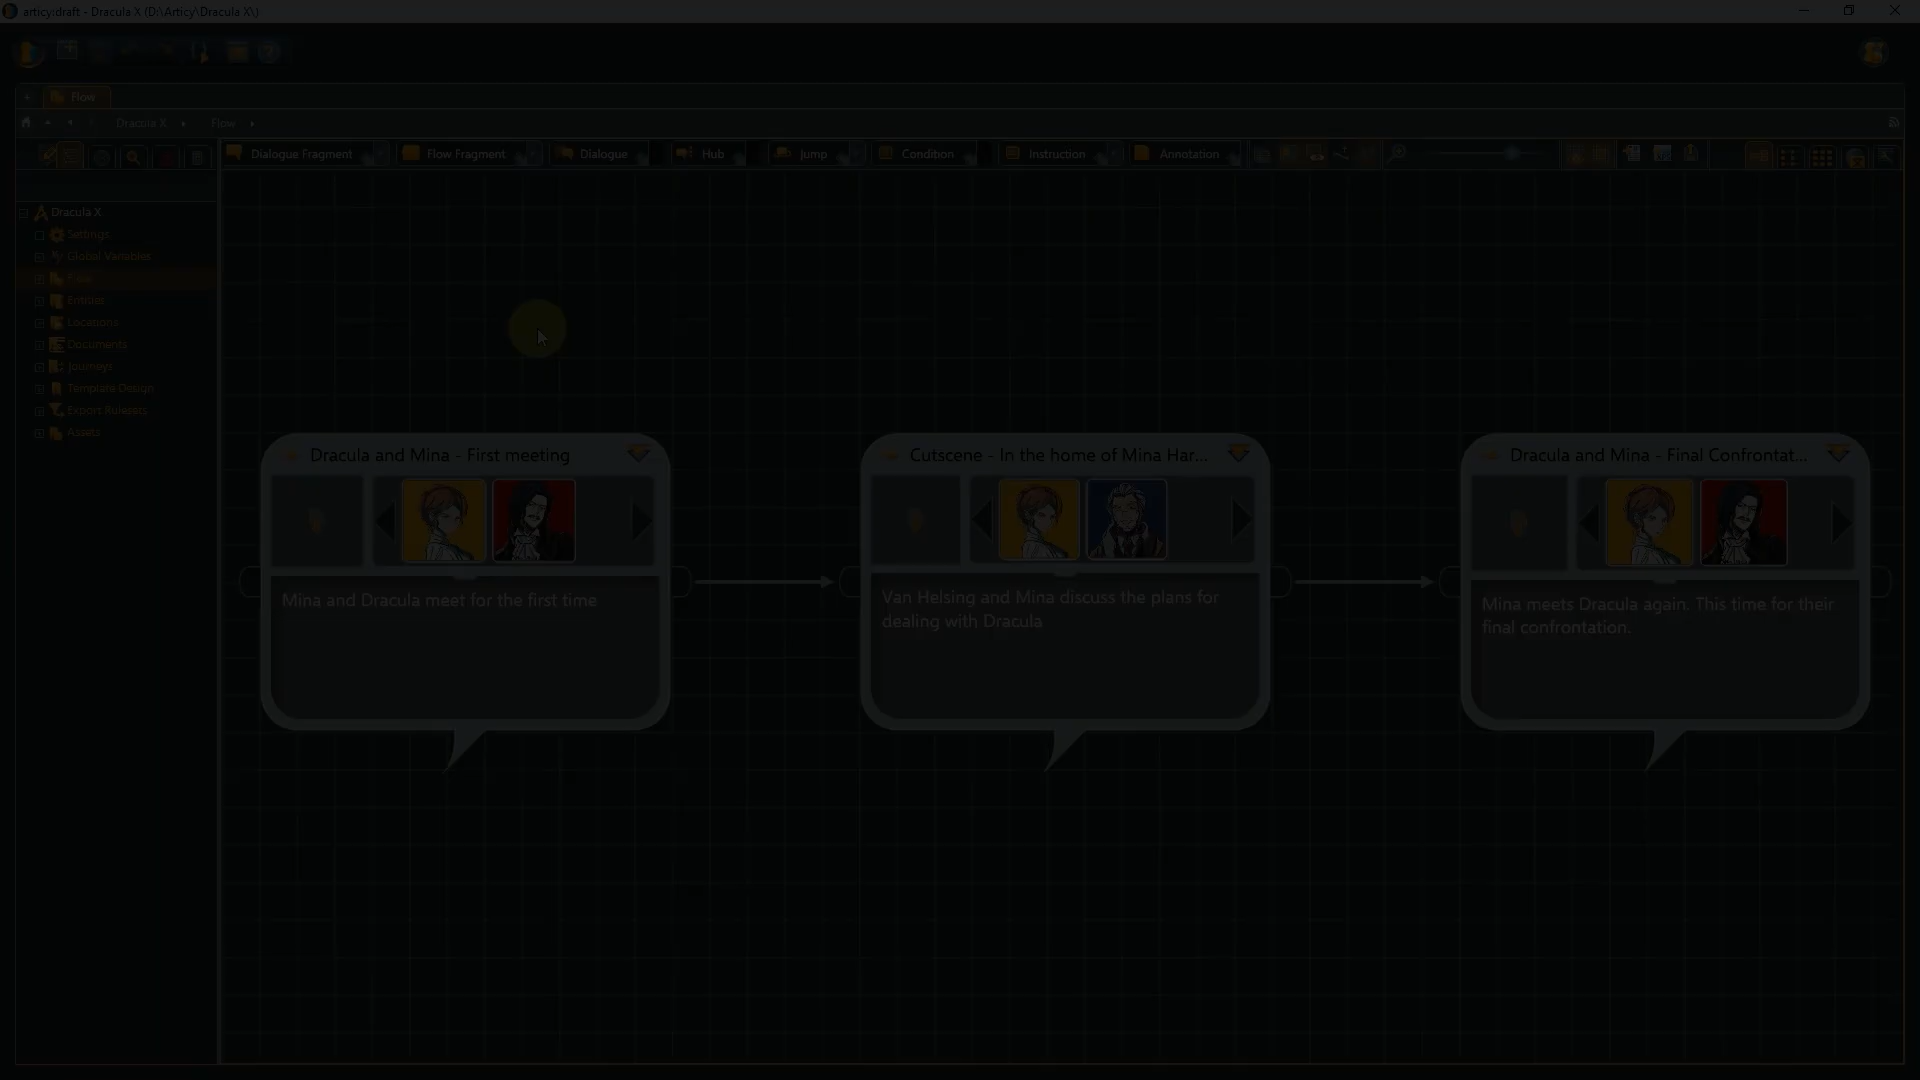 articy:draft - Dracula X (D:\Articy\Dracula X\)
Flow
Dracula X
Flow
Dialogue Fragment
Flow Fragment
Dialogue
Hub
Jump
Condition
Instruction
Annotation
Dracula X
Settings
Global Variables
Flow
Entities
Locations
Documents
Journeys
Template Design
Export Rulesets
Assets
Dracula and Mina - First meeting
Mina and Dracula meet for the first time
Cutscene - In the home of Mina Har...
Van Helsing and Mina discuss the plans for
dealing with Dracula
Dracula and Mina - Final Confrontat...
Mina meets Dracula again. This time for their
final confrontation.